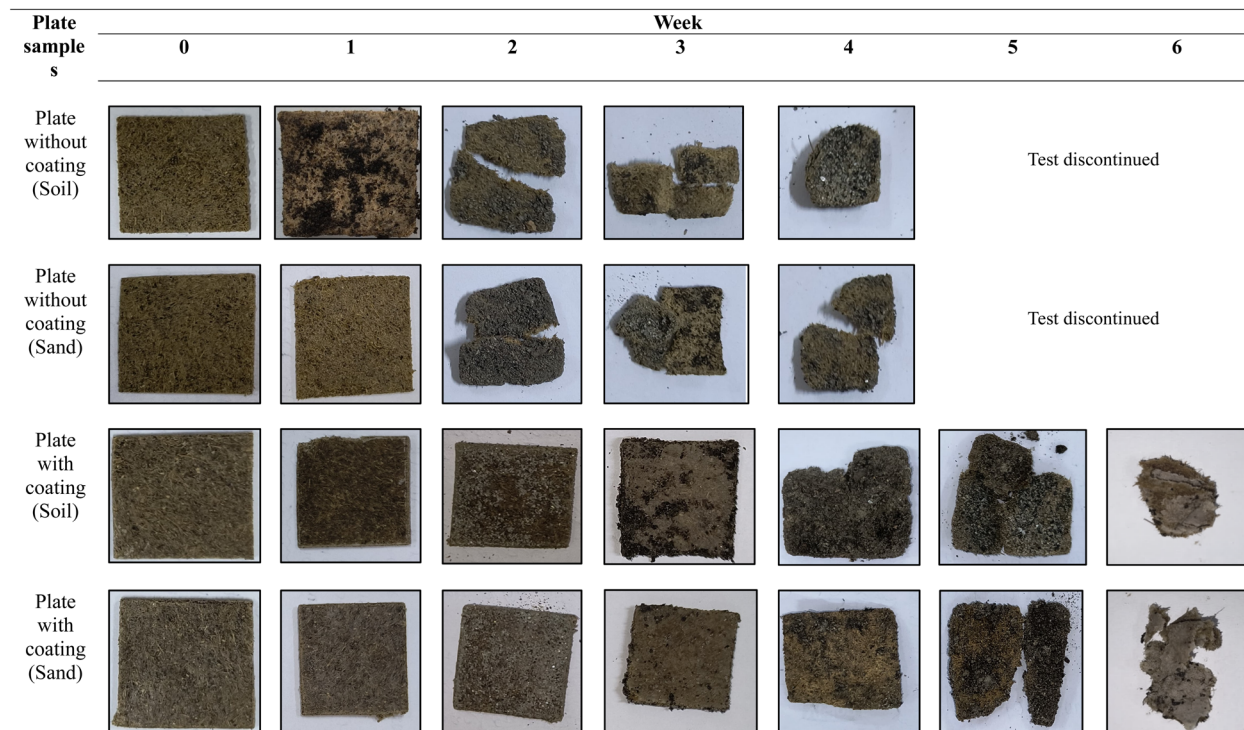 Plate
sample
s
Week
0 1 2 3 4 5 6
Plate
without
coating
(Soil)
Test discontinued
Plate
without
coating
(Sand)
Test discontinued
Plate
with
coating
(Soil)
Plate
with
coating
(Sand)